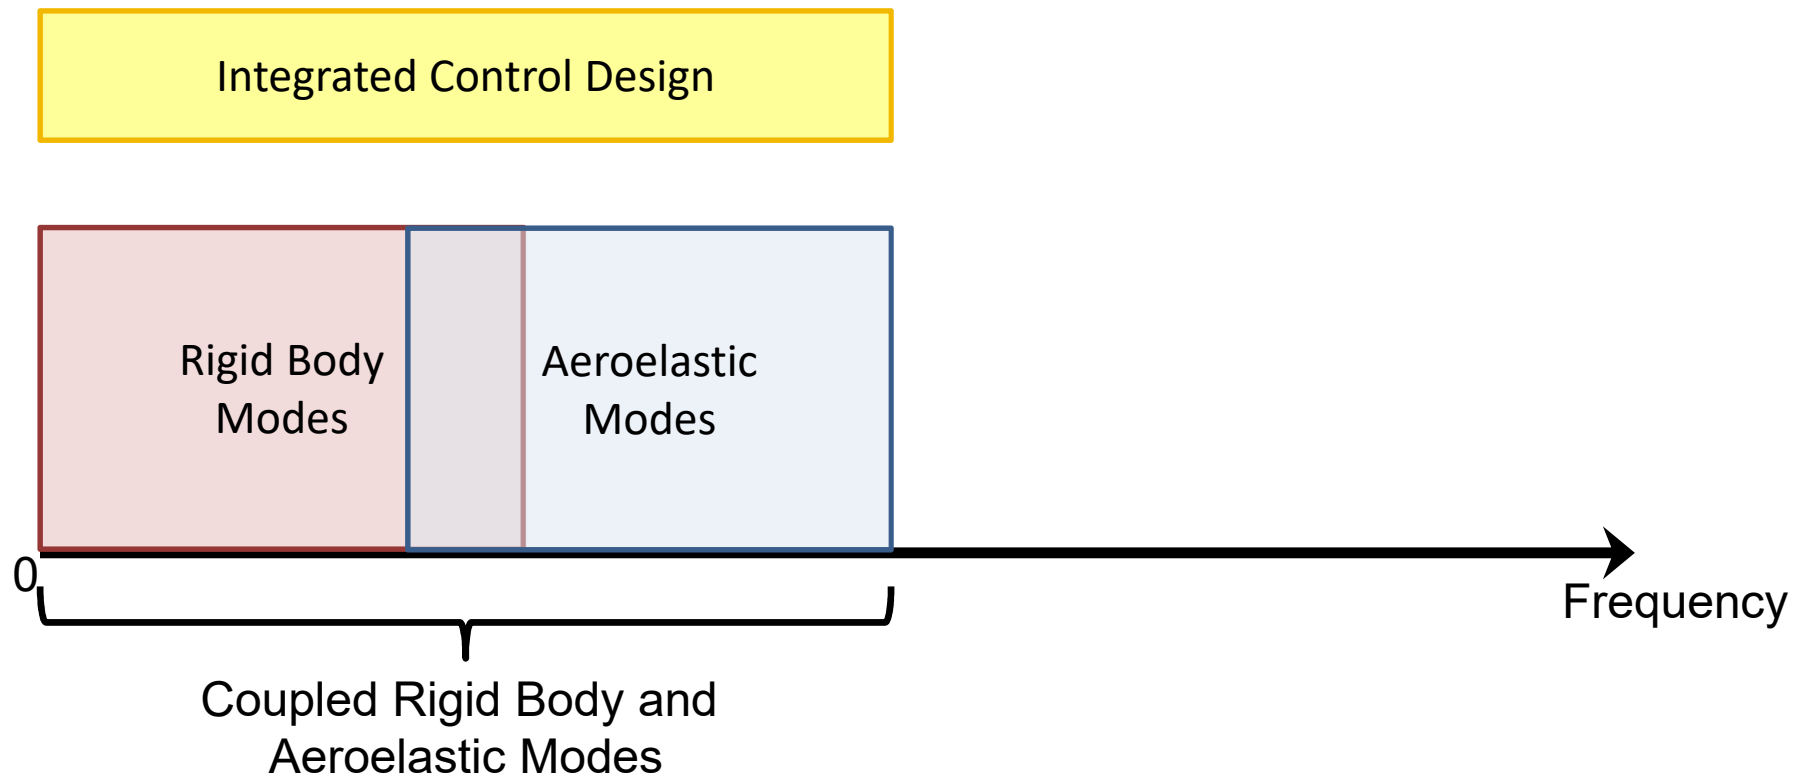 Integrated Control Design
Rigid Body
Modes
Aeroelastic
Modes
0
Frequency
Coupled Rigid Body and
Aeroelastic Modes